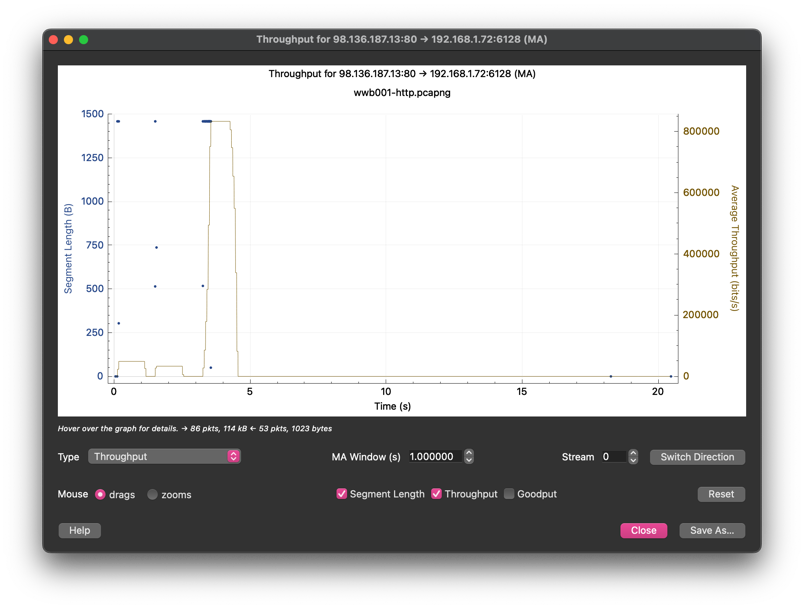 Throughput for 98.136.187.13:80 → 192.168.1.72:6128 (MA)
Throughput for 98.136.187.13:80 → 192.168.1.72:6128 (MA)
wwb001-http.pcapng
1500
1250
1000
750
500
250
0
Segment Length (B)
800000
600000
400000
200000
0
Average Throughput (bits/s)
0 5 10 15 20
Time (s)
Hover over the graph for details. → 86 pkts, 114 kB ← 53 pkts, 1023 bytes
Type Throughput MA Window (s) 1.000000 Stream 0 Switch Direction
Mouse drags zooms Segment Length Throughput Goodput Reset
Help Close Save As...